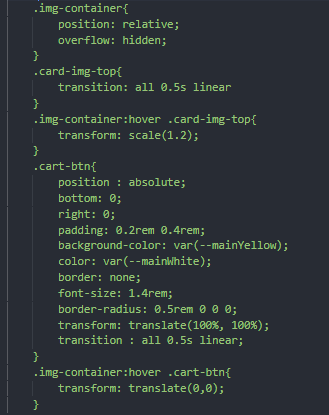 .img-container{
position: relative;
overflow: hidden;
}
.card-img-top{
transition: all 0.5s linear
}
.img-container:hover .card-img-top{
transform: scale(1.2);
}
.cart-btn{
position : absolute;
bottom: 0;
right: 0;
padding: 0.2rem 0.4rem;
background-color: var(--mainYellow);
color: var(--mainWhite);
border: none;
font-size: 1.4rem;
border-radius: 0.5rem 0 0 0;
transform: translate(100%, 100%);
transition : all 0.5s linear;
}
.img-container:hover .cart-btn{
transform: translate(0,0);
}